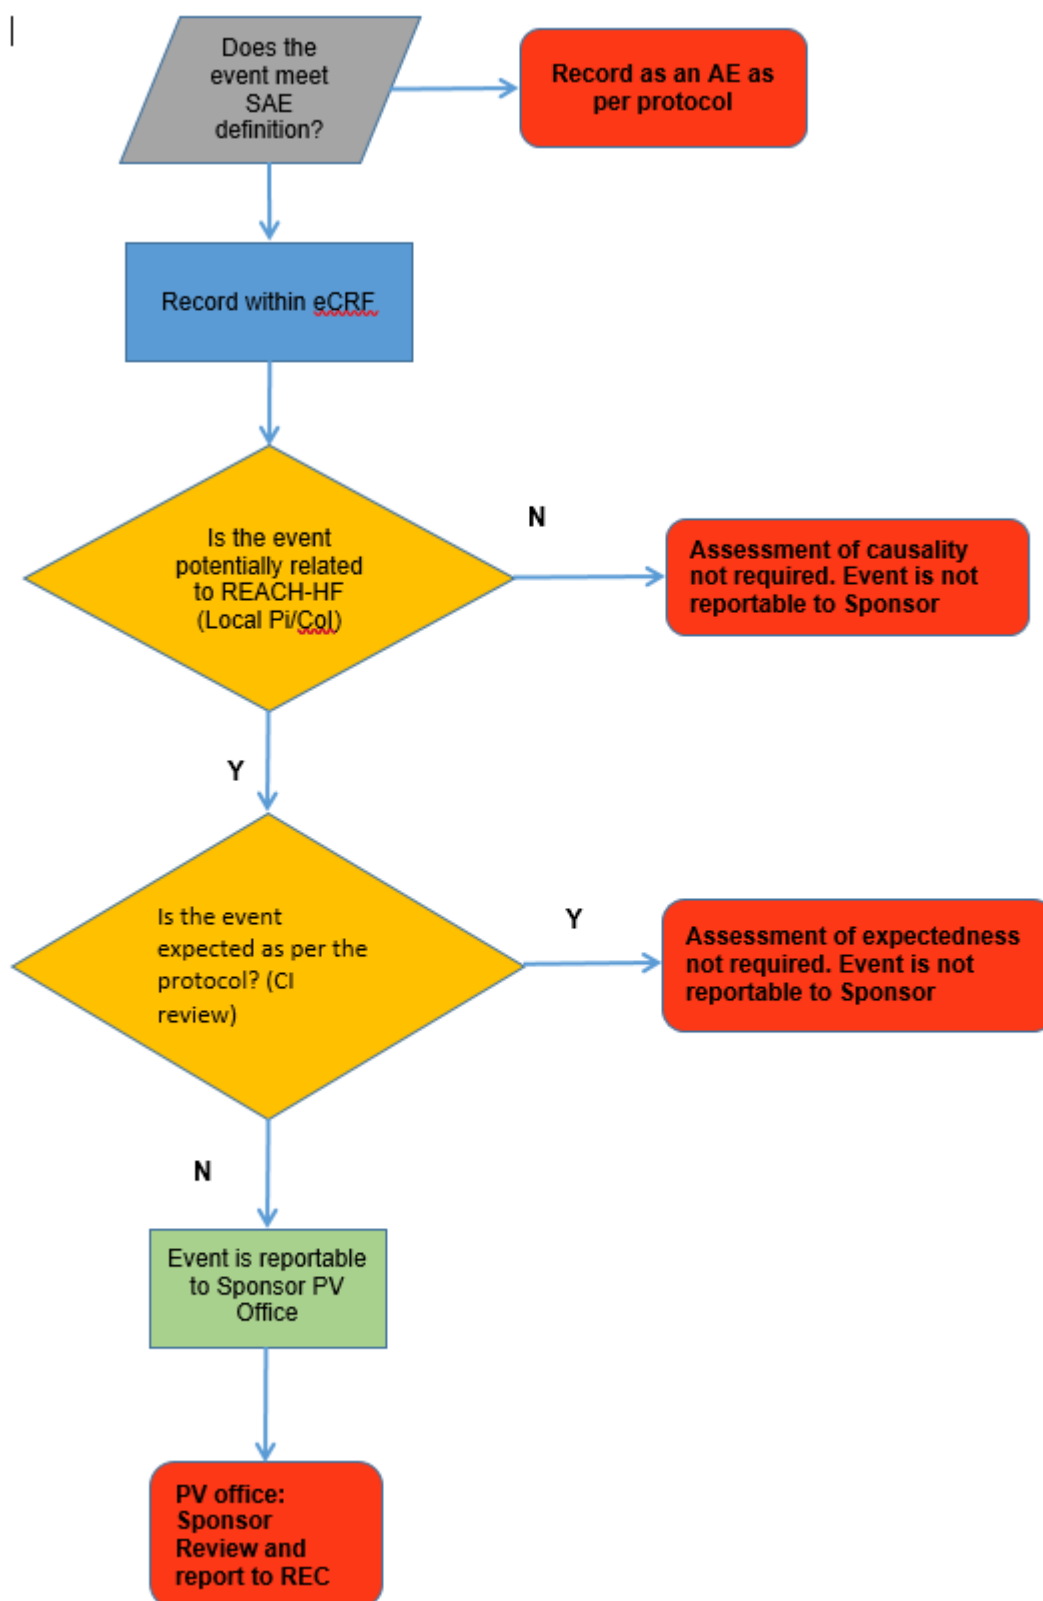 Does the
event meet
SAE
definition?
Record as an AE as
per protocol
Record within eCRF
Is the event
potentially related
to REACH-HF
(Local Pi/CoI)
N
Assessment of causality
not required. Event is not
reportable to Sponsor
Y
Is the event
expected as per the
protocol? (CI
review)
Y
Assessment of expectedness
not required. Event is not
reportable to Sponsor
N
Event is reportable
to Sponsor PV
Office
PV office:
Sponsor
Review and
report to REC